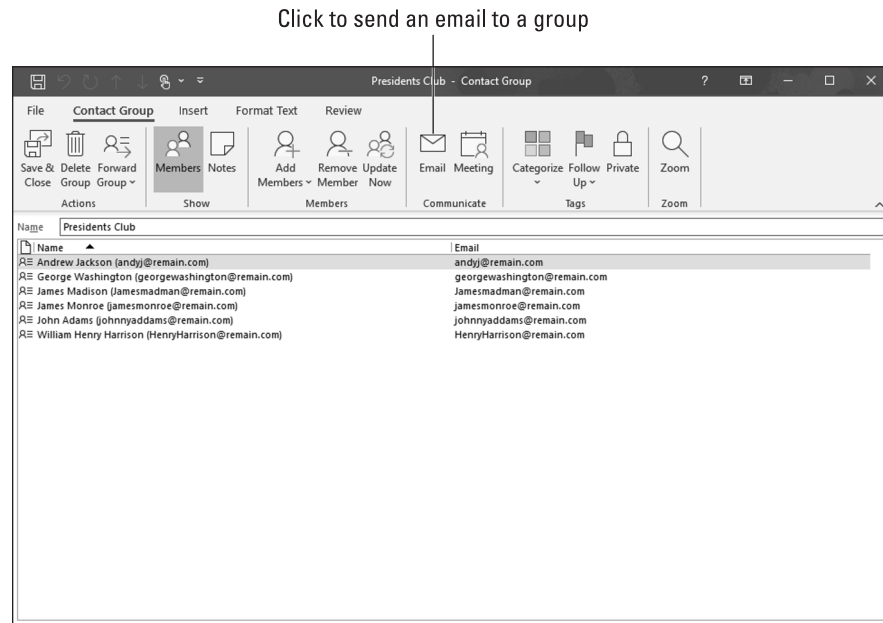 Click to send an email to a group
Presidents Club - Contact Group
File Contact Group Insert Format Text Review
Save & Close Delete Group Forward Group Members Notes Add Members Remove Member Update Now Email Meeting Categorize Follow Up Private Zoom
Actions Show Members Communicate Tags Zoom
Name Presidents Club
Name Email
Andrew Jackson (andyj@remain.com) andyj@remain.com
George Washington (georgewashington@remain.com) georgewashington@remain.com
James Madison (Jamesmadman@remain.com) Jamesmadman@remain.com
James Monroe (jamesmonroe@remain.com) jamesmonroe@remain.com
John Adams (johnnyaddams@remain.com) johnnyaddams@remain.com
William Henry Harrison (HenryHarrison@remain.com) HenryHarrison@remain.com